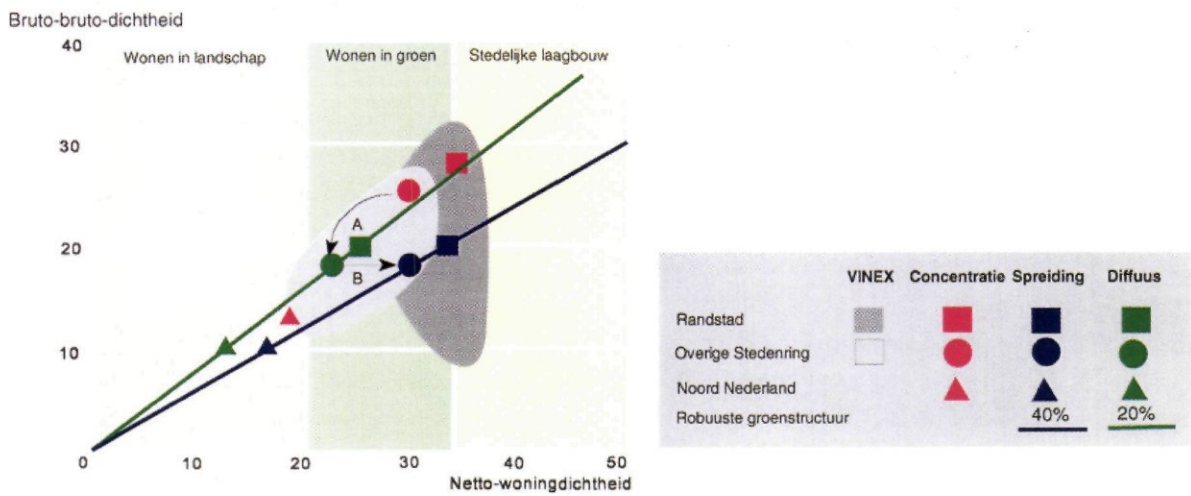 Bruto-bruto-dichtheid
40
Wonen in landschap
Wonen in groen
Stedelijke laagbouw
30
A
20
B
10
0
10
20
30
40
50
Netto-woningdichtheid
VINEX Concentratie Spreiding Diffuus
Randstad
Overige Stedenring
Noord Nederland
Robuuste groenstructuur 40% 20%